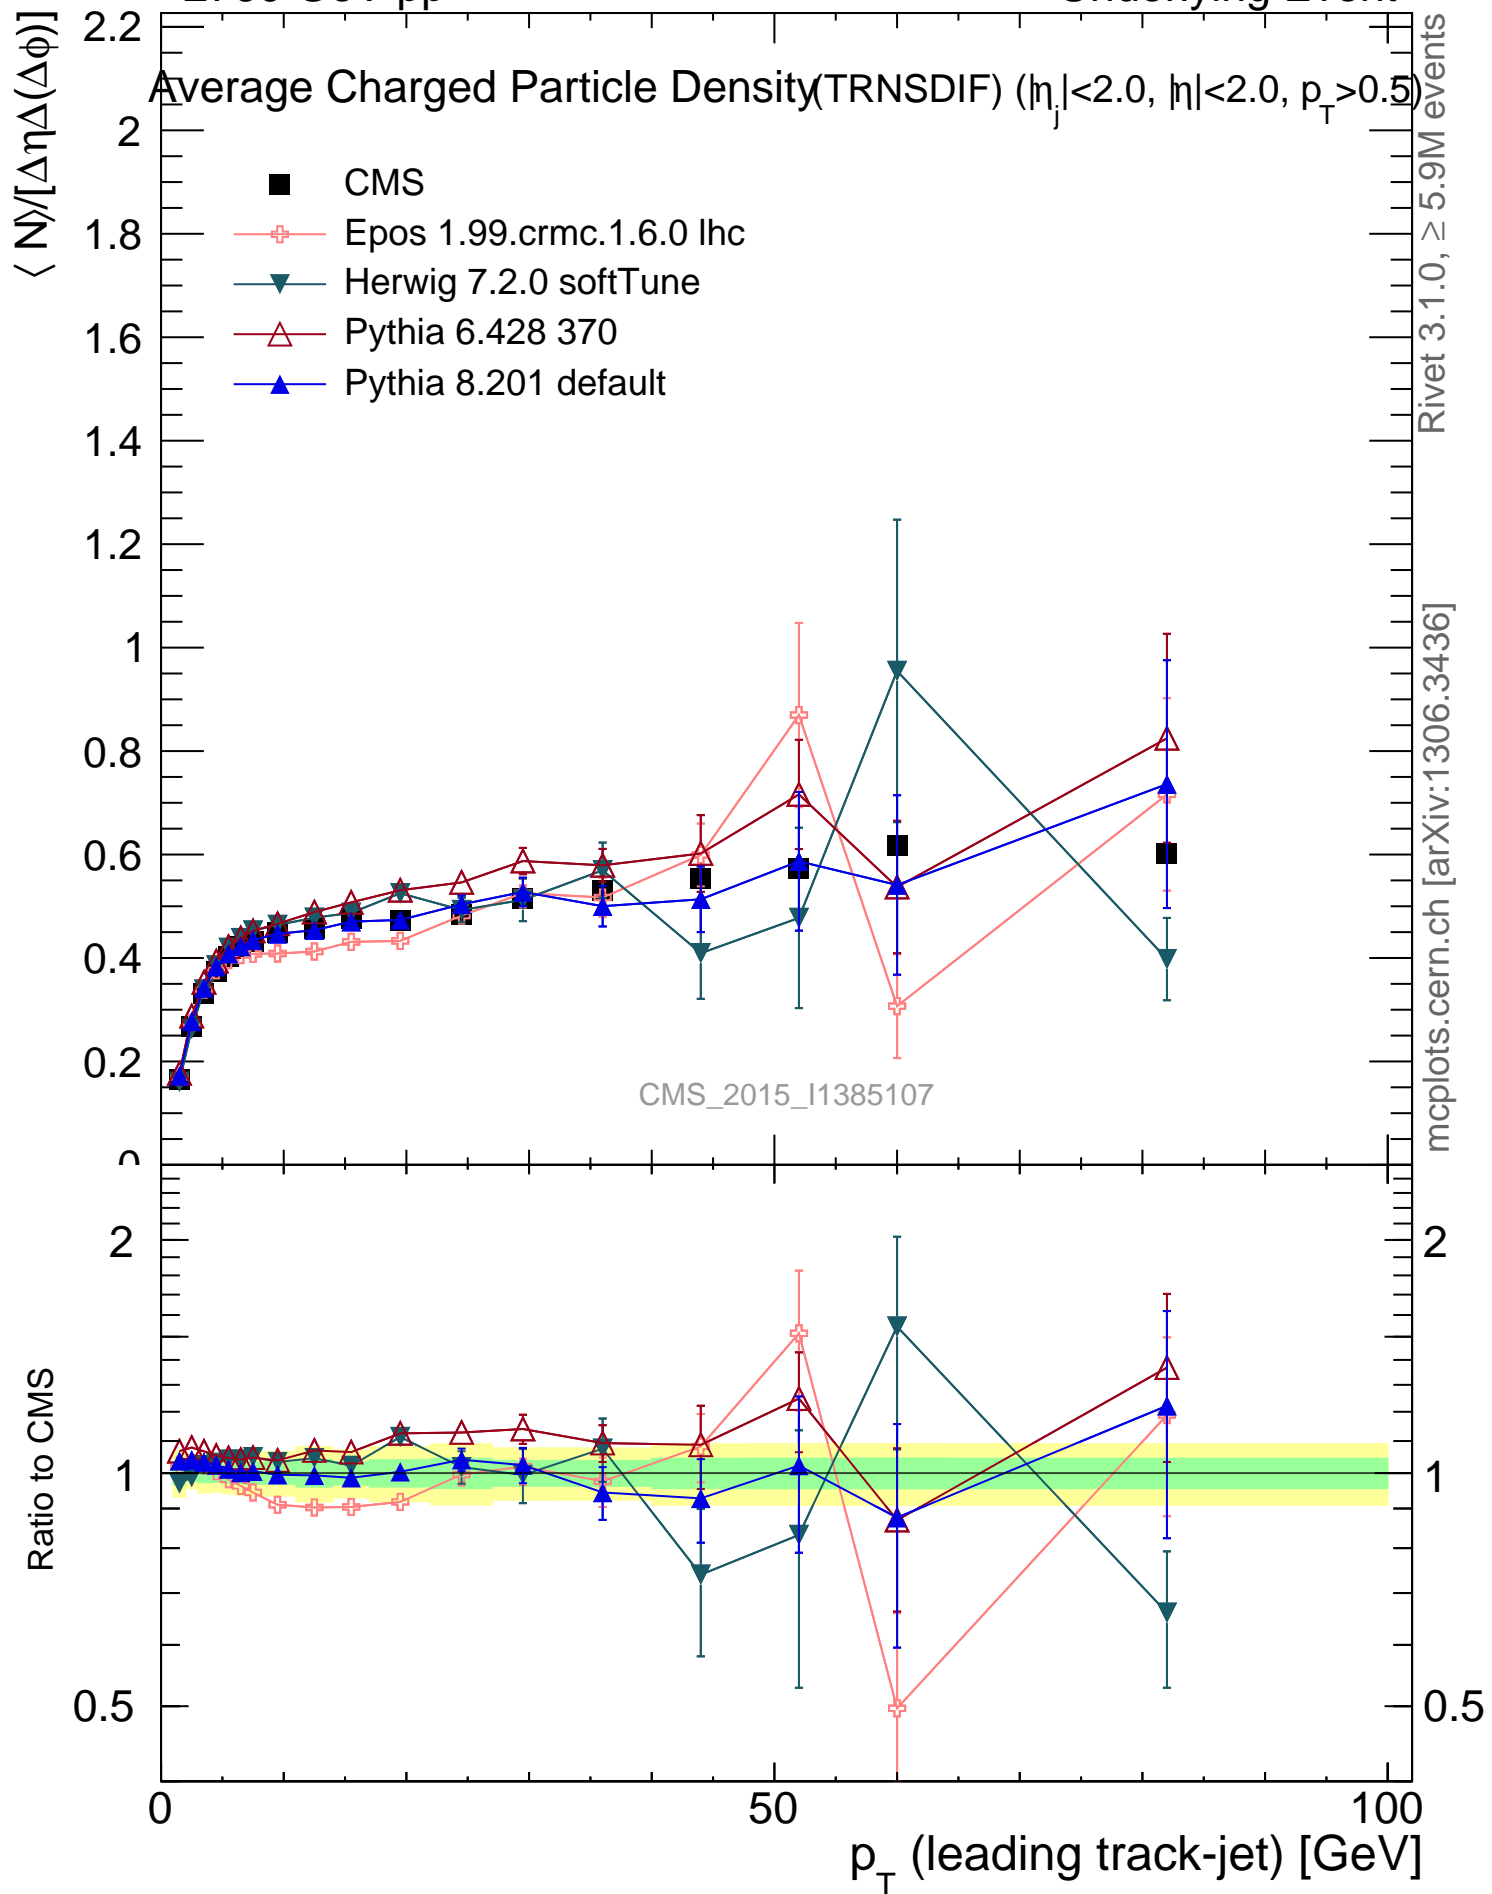 Average Charged Particle Density (TRNSDIF) (|η_j|<2.0, |η|<2.0, p_T>0.5)
⟨ N⟩/[ΔηΔ(Δϕ)]
2.2
2
1.8
1.6
1.4
1.2
1
0.8
0.6
0.4
0.2
CMS
Epos 1.99.crmc.1.6.0 lhc
Herwig 7.2.0 softTune
Pythia 6.428 370
Pythia 8.201 default
CMS_2015_I1385107
Rivet 3.1.0, ≥ 5.9M events
mcplots.cern.ch [arXiv:1306.3436]
Ratio to CMS
2
1
0.5
2
1
0.5
0
50
100
p_T (leading track-jet) [GeV]